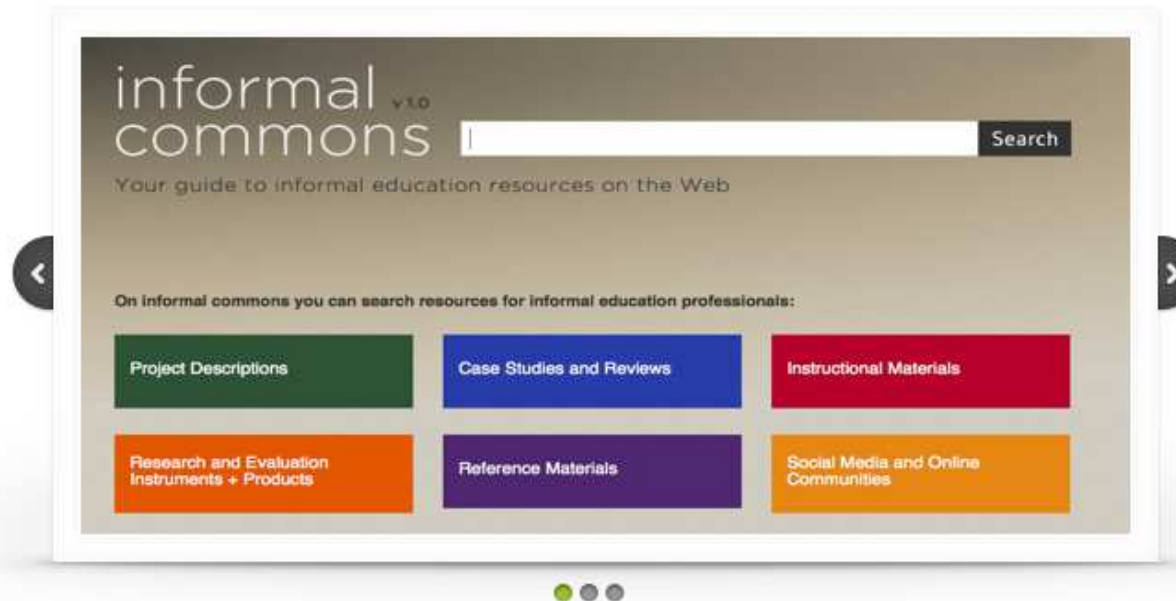 informal v 1.0
commons
Search
Your guide to informal education resources on the Web
On informal commons you can search resources for informal education professionals:
Project Descriptions
Case Studies and Reviews
Instructional Materials
Research and Evaluation
Instruments + Products
Reference Materials
Social Media and Online
Communities